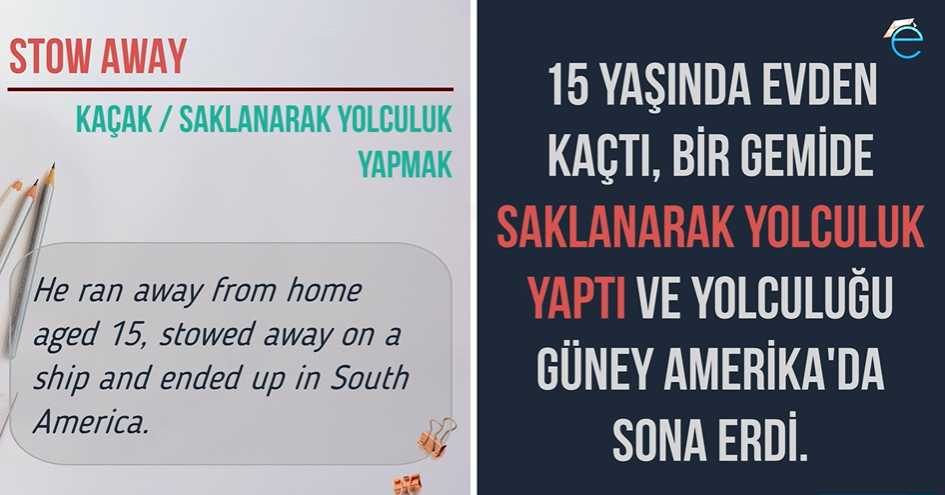 STOW AWAY
KAÇAK / SAKLANARAK YOLCULUK
YAPMAK
He ran away from home
aged 15, stowed away on a
ship and ended up in South
America.
e
15 YAŞINDA EVDEN
KAÇTI, BİR GEMİDE
SAKLANARAK YOLCULUK
YAPTI VE YOLCULUĞU
GÜNEY AMERİKA'DA
SONA ERDİ.